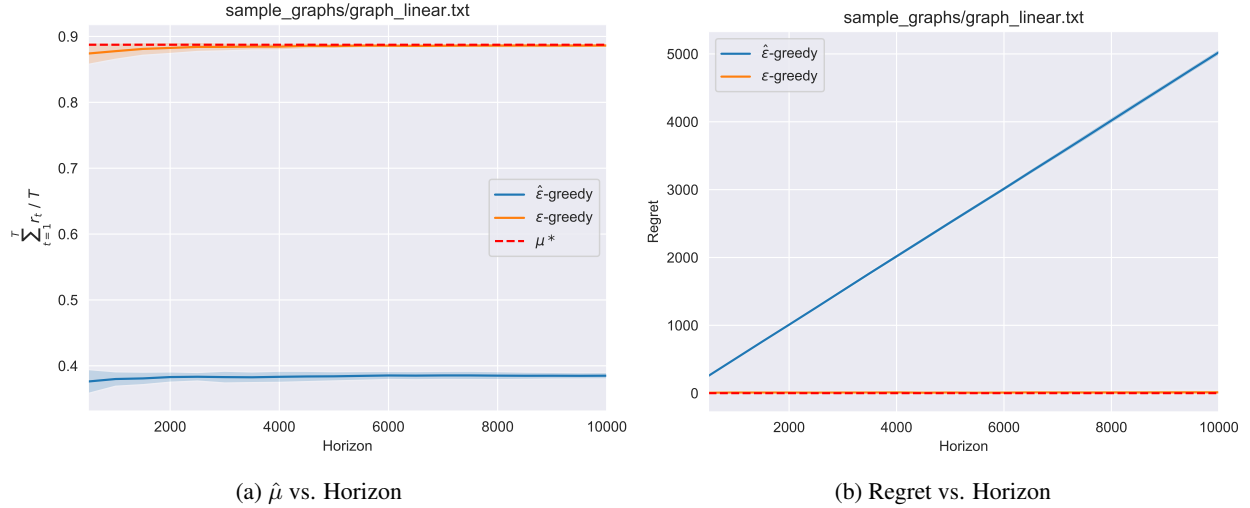 sample_graphs/graph_linear.txt
0.9
0.8
0.7
0.6
0.5
0.4
∑_{t=1}^{T} r_t / T
ε̂-greedy
ε-greedy
μ*
2000 4000 6000 8000 10000
Horizon
(a) μ̂ vs. Horizon
sample_graphs/graph_linear.txt
ε̂-greedy
ε-greedy
5000
4000
3000
2000
1000
0
Regret
2000 4000 6000 8000 10000
Horizon
(b) Regret vs. Horizon